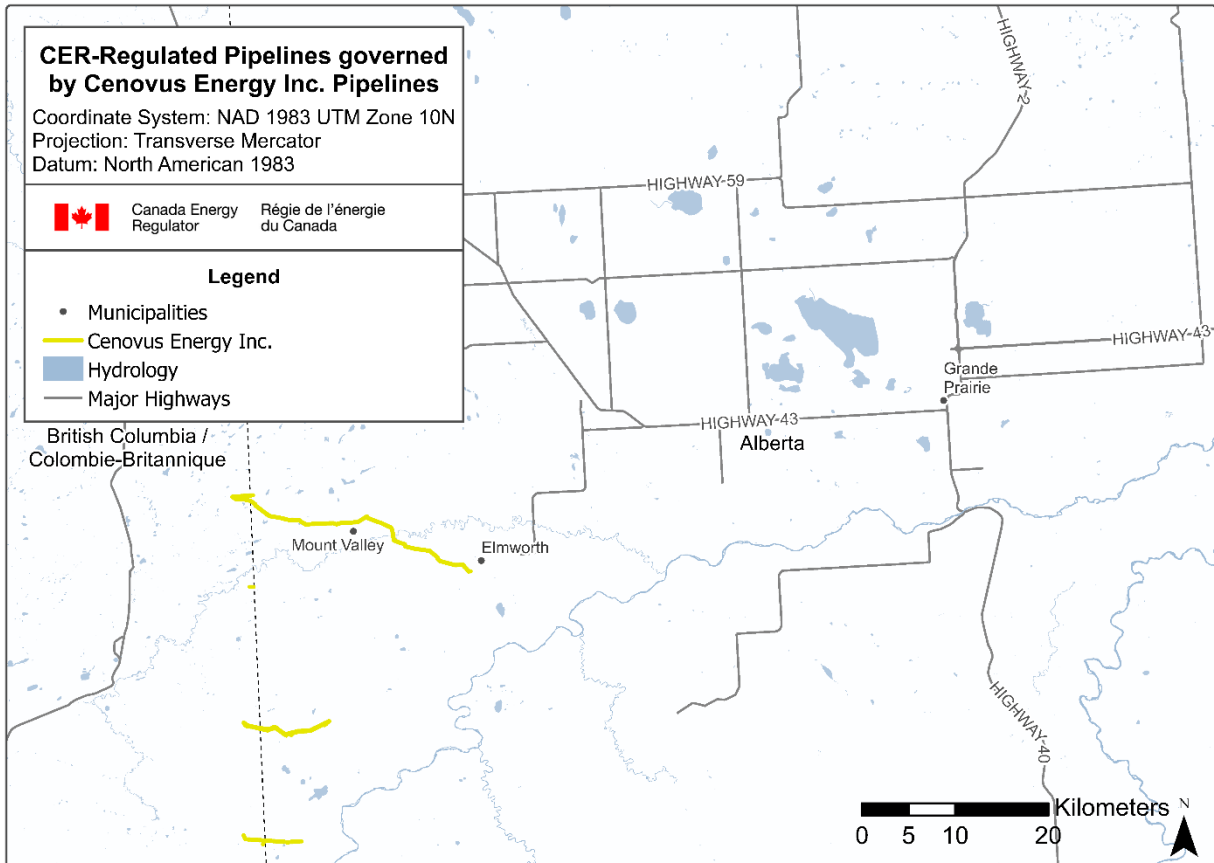 CER-Regulated Pipelines governed
by Cenovus Energy Inc. Pipelines
Coordinate System: NAD 1983 UTM Zone 10N
Projection: Transverse Mercator
Datum: North American 1983
Canada Energy
Regulator
Régie de l'énergie
du Canada
Legend
Municipalities
Cenovus Energy Inc.
Hydrology
Major Highways
HIGHWAY-2
HIGHWAY-59
HIGHWAY-43
Grande
Prairie
HIGHWAY-43
Alberta
British Columbia /
Colombie-Britannique
Mount Valley
Elmworth
HIGHWAY-40
Kilometers
0 5 10 20
N